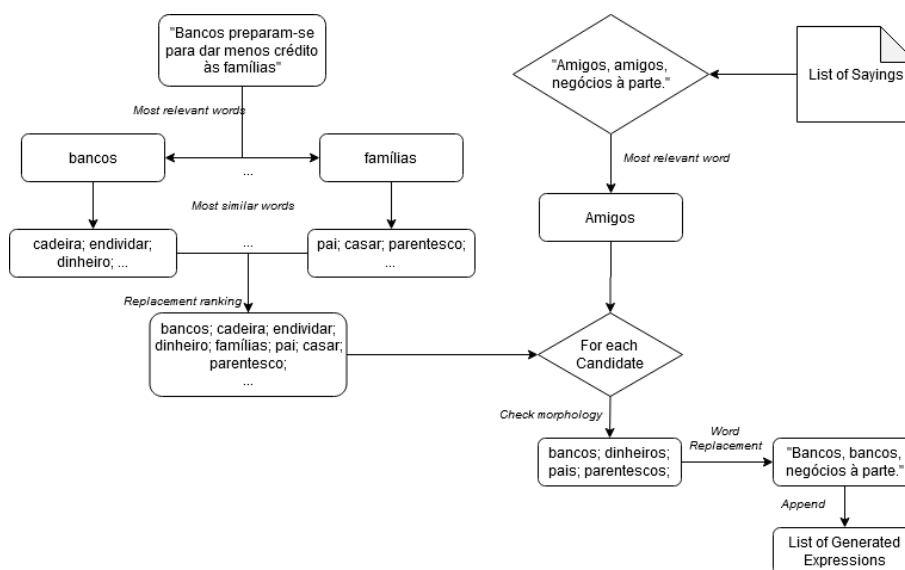 "Bancos preparam-se
para dar menos crédito
às famílias"
"Amigos, amigos,
negócios à parte."
List of Sayings
Most relevant words
bancos
...
famílias
Most relevant word
Amigos
Most similar words
cadeira; endividar;
dinheiro; ...
...
pai; casar; parentesco;
...
Replacement ranking
bancos; cadeira; endividar;
dinheiro; famílias; pai; casar;
parentesco;
...
For each
Candidate
Check morphology
bancos; dinheiros;
pais; parentescos;
Word
Replacement
"Bancos, bancos,
negócios à parte."
Append
List of Generated
Expressions